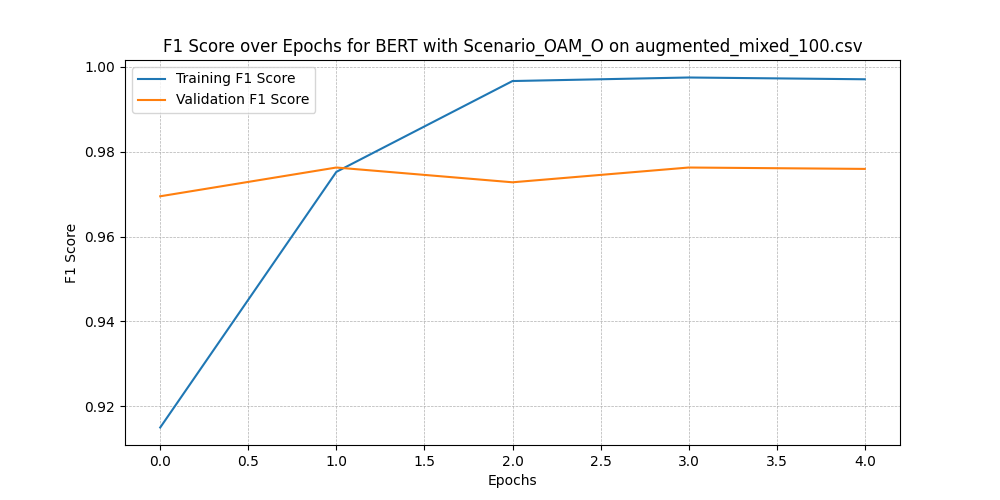 F1 Score over Epochs for BERT with Scenario_OAM_O on augmented_mixed_100.csv
Training F1 Score
Validation F1 Score
F1 Score
1.00
0.98
0.96
0.94
0.92
0.0 0.5 1.0 1.5 2.0 2.5 3.0 3.5 4.0
Epochs